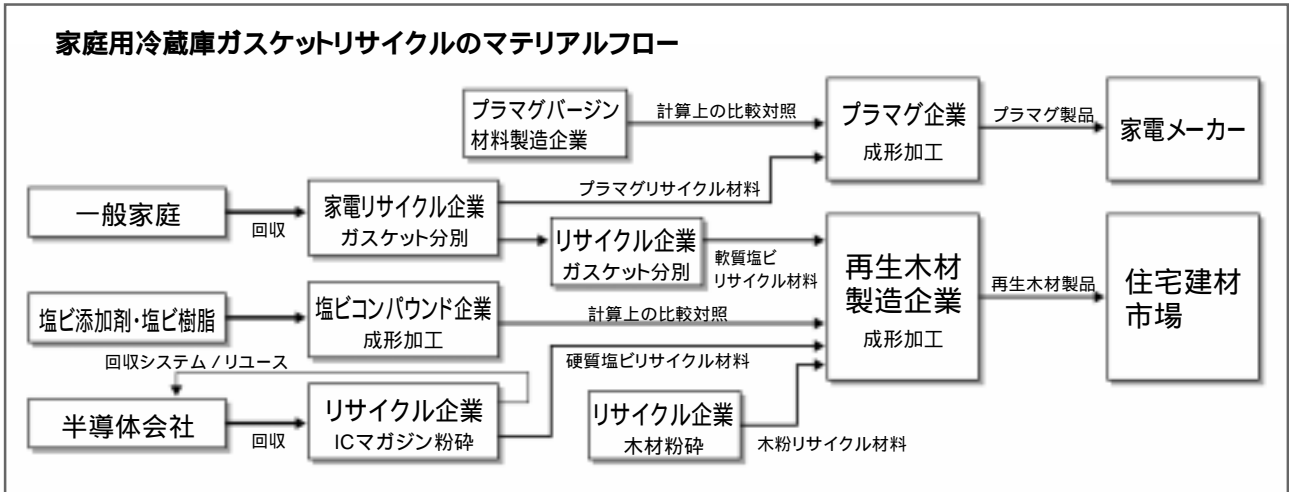 家庭用冷蔵庫ガスケットリサイクルのマテリアルフロー
プラマグバージン
材料製造企業
計算上の比較対照
プラマグ企業
成形加工
プラマグ製品
家電メーカー
一般家庭
回収
家電リサイクル企業
ガスケット分別
プラマグリサイクル材料
リサイクル企業
ガスケット分別
軟質塩ビ
リサイクル材料
再生木材
製造企業
成形加工
再生木材製品
住宅建材
市場
塩ビ添加剤・塩ビ樹脂
塩ビコンパウンド企業
成形加工
計算上の比較対照
回収システム / リユース
硬質塩ビリサイクル材料
半導体会社
回収
リサイクル企業
ICマガジン粉砕
リサイクル企業
木材粉砕
木粉リサイクル材料